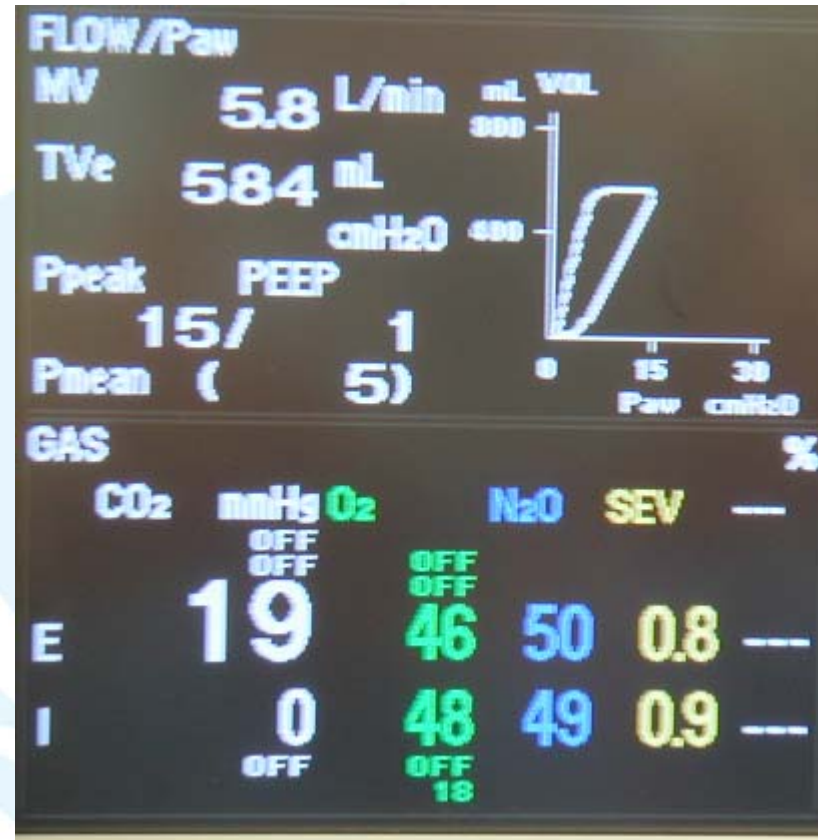 FLOW/Paw
MV 5.8 L/min
TVe 584 mL
cmH₂O
Ppeak PEEP
15/ 1
Pmean ( 5)
mL VOL
800
400
0 15 30
Paw cmH₂O
GAS %
CO₂ mmHg O₂ N₂O SEV ---
OFF
OFF OFF
OFF
E 19 46 50 0.8 ---
I 0 48 49 0.9 ---
OFF OFF
18